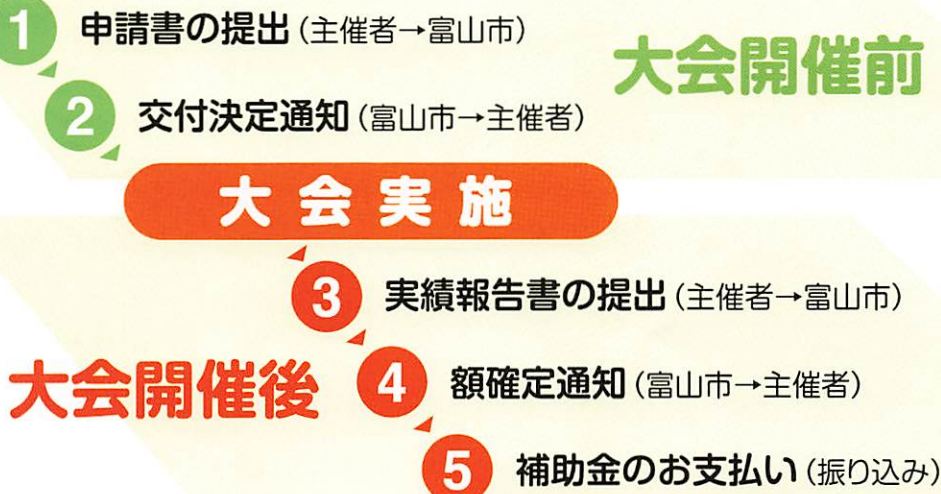 1 申請書の提出(主催者→富山市)
大会開催前
2 交付決定通知(富山市→主催者)
大会実施
3 実績報告書の提出(主催者→富山市)
大会開催後
4 額確定通知(富山市→主催者)
5 補助金のお支払い(振り込み)